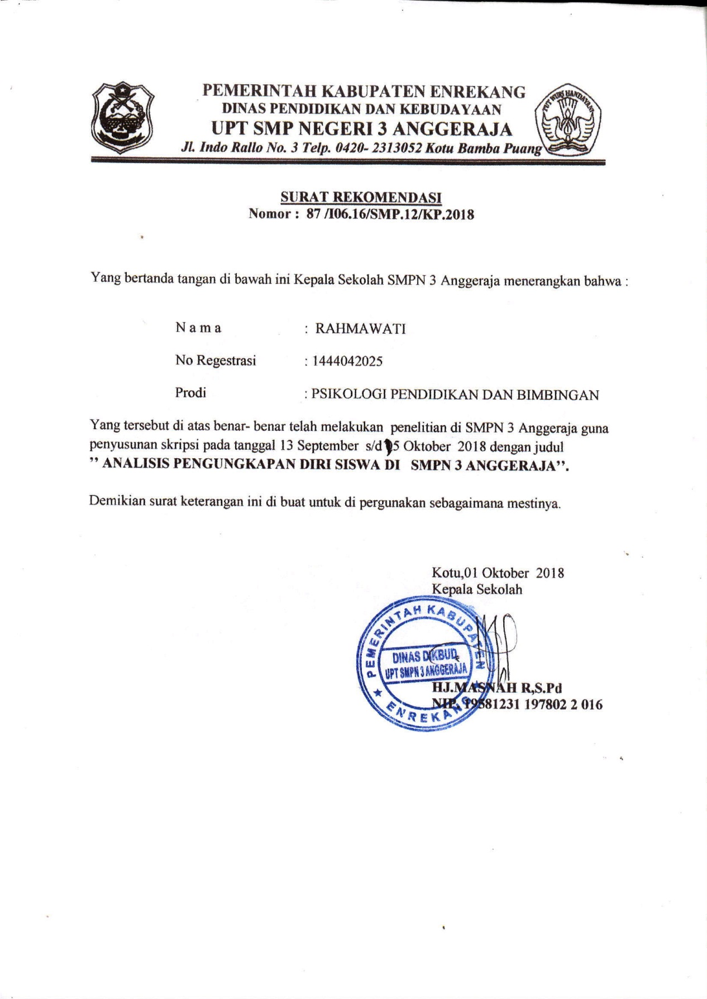 PEMERINTAH KABUPATEN ENREKANG
DINAS PENDIDIKAN DAN KEBUDAYAAN
UPT SMP NEGERI 3 ANGGERAJA
Jl. Indo Rallo No. 3 Telp. 0420- 2313052 Kotu Bamba Puang
TUT WURI HANDAYANI
SURAT REKOMENDASI
Nomor : 87 /I06.16/SMP.12/KP.2018
Yang bertanda tangan di bawah ini Kepala Sekolah SMPN 3 Anggeraja menerangkan bahwa :
N a m a : RAHMAWATI
No Regestrasi : 1444042025
Prodi : PSIKOLOGI PENDIDIKAN DAN BIMBINGAN
Yang tersebut di atas benar- benar telah melakukan penelitian di SMPN 3 Anggeraja guna
penyusunan skripsi pada tanggal 13 September s/d 5 Oktober 2018 dengan judul
” ANALISIS PENGUNGKAPAN DIRI SISWA DI SMPN 3 ANGGERAJA”.
Demikian surat keterangan ini di buat untuk di pergunakan sebagaimana mestinya.
Kotu,01 Oktober 2018
Kepala Sekolah
PEMERINTAH KABUPATEN
DINAS DIKBUD
UPT SMPN 3 ANGGERAJA
ENREKANG
HJ.MASNAH R,S.Pd
NIP. 19581231 197802 2 016